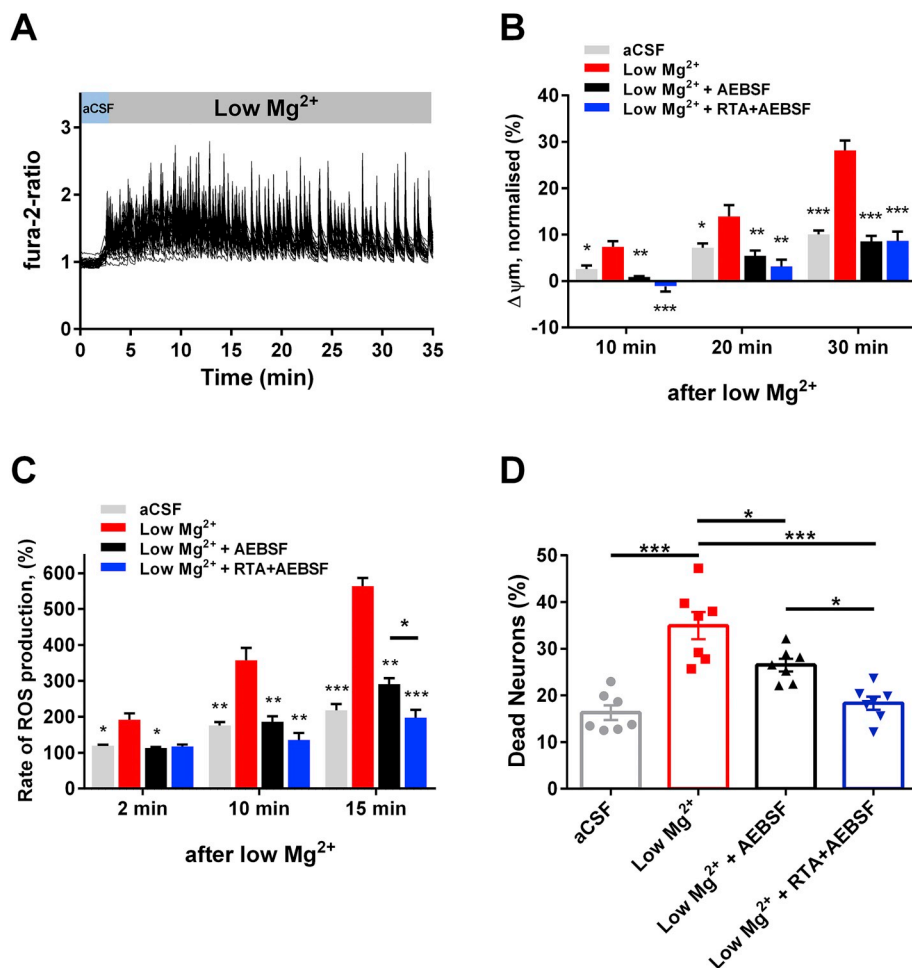 A
aCSF
Low Mg2+
3
2
1
0
fura-2-ratio
0 5 10 15 20 25 30 35
Time (min)
B
aCSF
Low Mg2+
Low Mg2+ + AEBSF
Low Mg2+ + RTA+AEBSF
40
30
20
10
0
-10
Δψm, normalised (%)
* ** ***
* ** **
*** *** ***
10 min 20 min 30 min
after low Mg2+
C
aCSF
Low Mg2+
Low Mg2+ + AEBSF
Low Mg2+ + RTA+AEBSF
600
500
400
300
200
100
0
Rate of ROS production, (%)
* *
** ** **
*** ** *** *
2 min 10 min 15 min
after low Mg2+
D
*
***
***
*
50
40
30
20
10
0
Dead Neurons (%)
aCSF
Low Mg2+
Low Mg2+ + AEBSF
Low Mg2+ + RTA+AEBSF